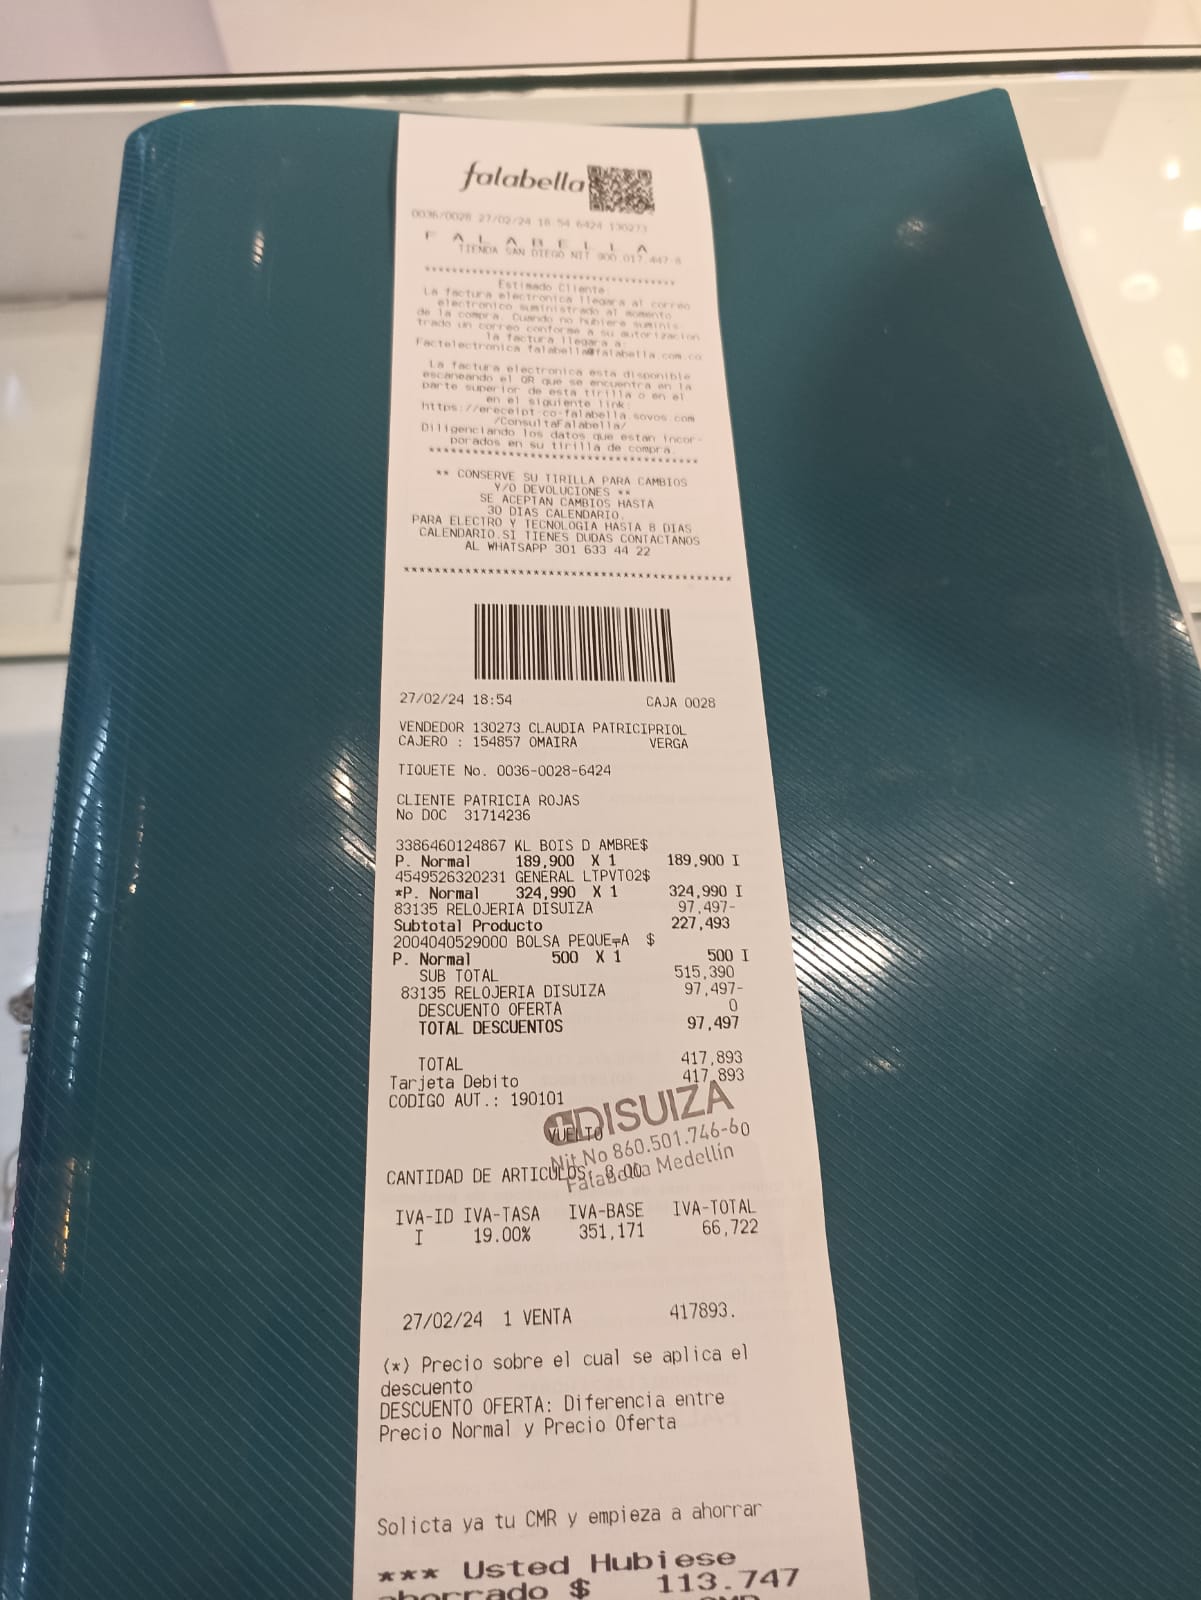 falabella
0036/0028 27/02/24 18:54 6424 130273
F A L A B E L L A
TIENDA SAN DIEGO NIT 900.017.447-8
****************************************
Estimado Cliente:
La factura electronica llegara al correo
electronico suministrado al momento
de la compra. Cuando no hubiere suminis
trado un correo conforme a su autorizacion
la factura llegara a:
Factelectronica falabella@falabella.com.co
La factura electronica esta disponible
escaneando el QR que se encuentra en la
parte superior de esta tirilla o en el
en el siguiente link:
https://ereceipt-co-falabella.sovos.com
/ConsultaFalabella/
Diligenciando los datos que estan incor-
porados en su tirilla de compra.
****************************************
** CONSERVE SU TIRILLA PARA CAMBIOS
Y/O DEVOLUCIONES **
SE ACEPTAN CAMBIOS HASTA
30 DIAS CALENDARIO.
PARA ELECTRO Y TECNOLOGIA HASTA 8 DIAS
CALENDARIO.SI TIENES DUDAS CONTACTANOS
AL WHATSAPP 301 633 44 22
****************************************
27/02/24 18:54 CAJA 0028
VENDEDOR 130273 CLAUDIA PATRICIPRIOL
CAJERO : 154857 OMAIRA VERGA
TIQUETE No. 0036-0028-6424
CLIENTE PATRICIA ROJAS
No DOC 31714236
3386460124867 KL BOIS D AMBRE$
P. Normal 189,900 X 1 189,900 I
4549526320231 GENERAL LTPVT02$
*P. Normal 324,990 X 1 324,990 I
83135 RELOJERIA DISUIZA 97,497-
Subtotal Producto 227,493
2004040529000 BOLSA PEQUE╤A $
P. Normal 500 X 1 500 I
SUB TOTAL 515,390
83135 RELOJERIA DISUIZA 97,497-
DESCUENTO OFERTA 0
TOTAL DESCUENTOS 97,497
TOTAL 417,893
Tarjeta Debito 417,893
CODIGO AUT.: 190101
DISUIZA
VUELTO
Nit.No 860.501.746-60
CANTIDAD DE ARTICULOS:
Falabella Medellín
IVA-ID IVA-TASA IVA-BASE IVA-TOTAL
I 19.00% 351,171 66,722
27/02/24 1 VENTA 417893.
(*) Precio sobre el cual se aplica el
descuento
DESCUENTO OFERTA: Diferencia entre
Precio Normal y Precio Oferta
Solicta ya tu CMR y empieza a ahorrar
*** Usted Hubiese
ahorrado $ 113.747
CMR